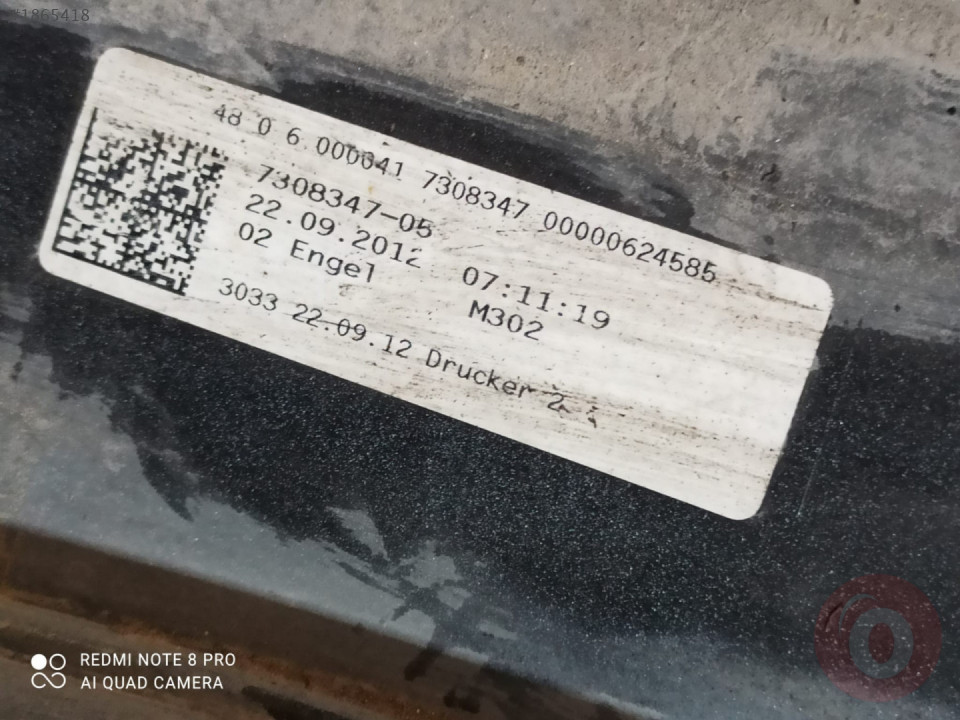 1865418
48 0 6 000041 7308347 00000624585
7308347-05
22.09.2012 07:11:19
02 Engel M302
3033 22.09.12 Drucker 2
REDMI NOTE 8 PRO
AI QUAD CAMERA